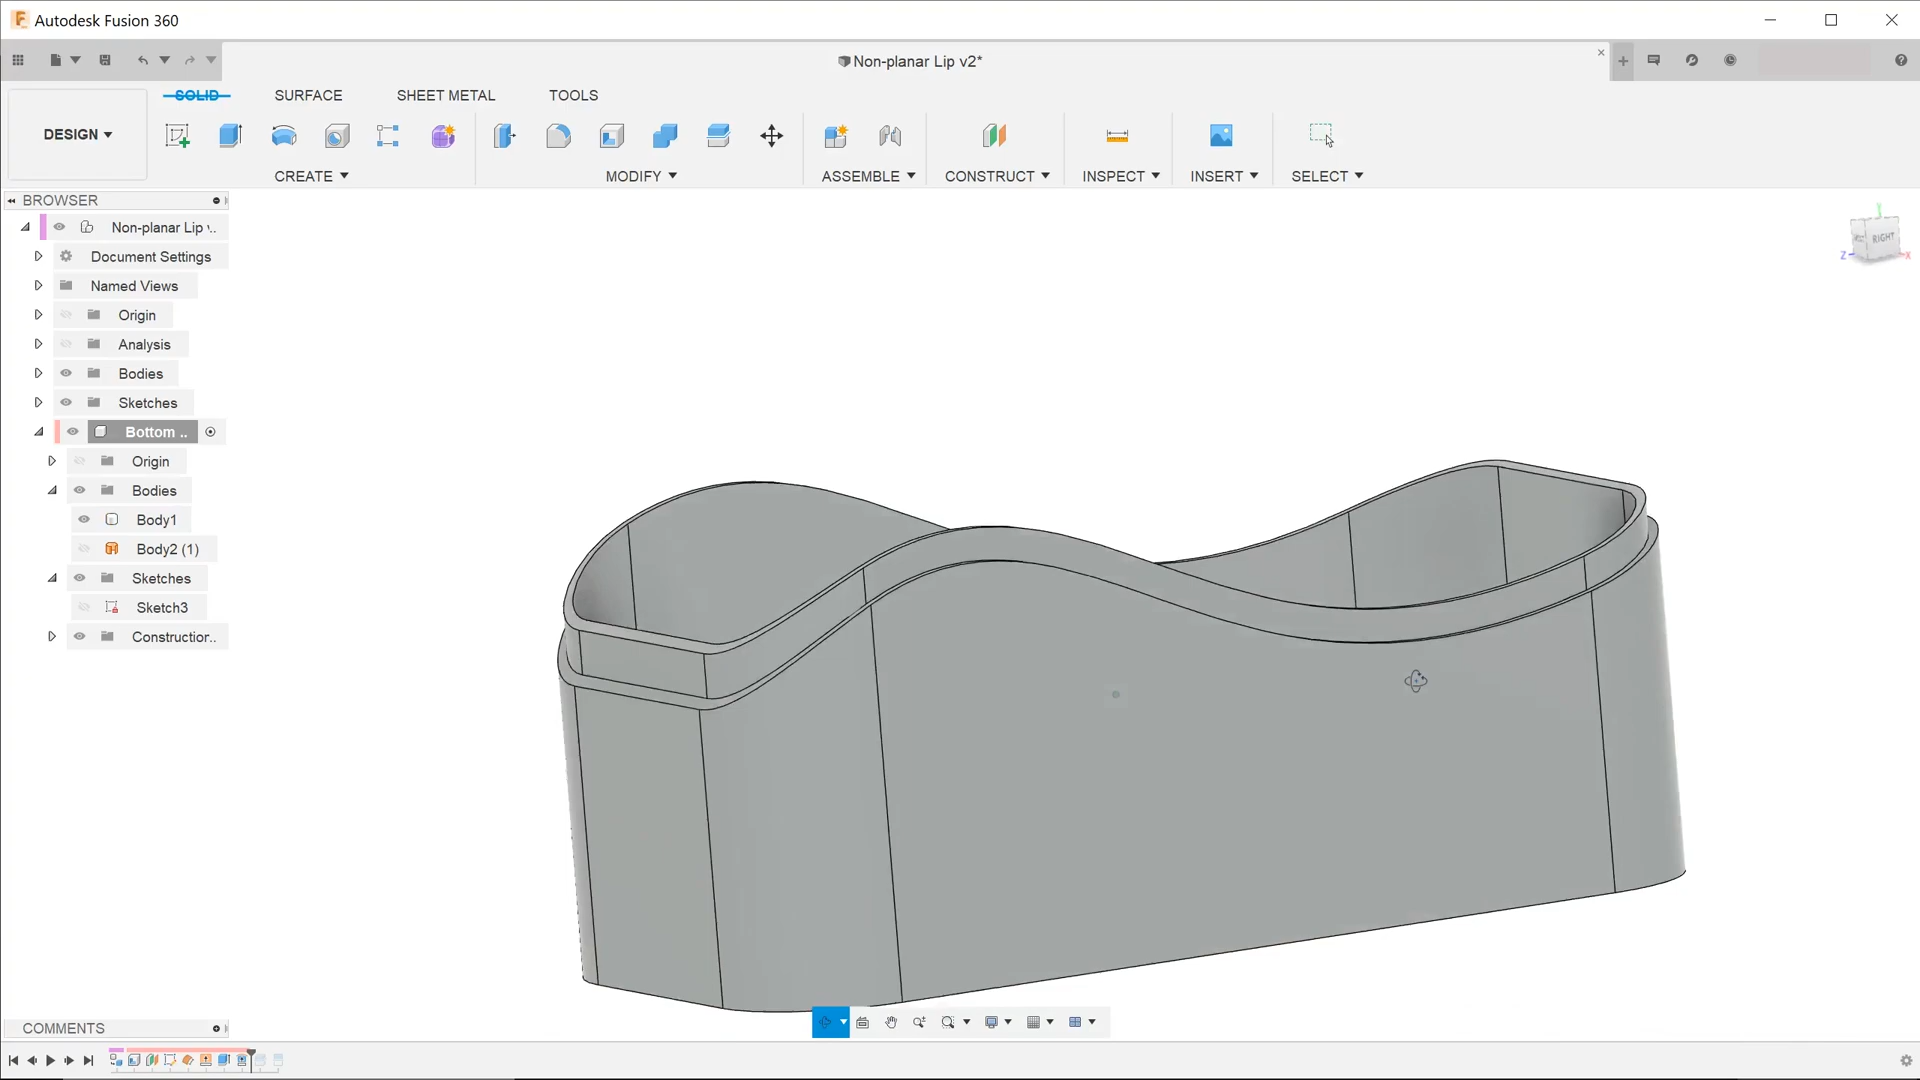 Autodesk Fusion 360
Non-planar Lip v2*
SOLID
SURFACE
SHEET METAL
TOOLS
DESIGN
CREATE
MODIFY
ASSEMBLE
CONSTRUCT
INSPECT
INSERT
SELECT
BROWSER
Non-planar Lip v..
Document Settings
Named Views
Origin
Analysis
Bodies
Sketches
Bottom ..
Origin
Bodies
Body1
Body2 (1)
Sketches
Sketch3
Construction..
COMMENTS
RIGHT
Z
X
Y